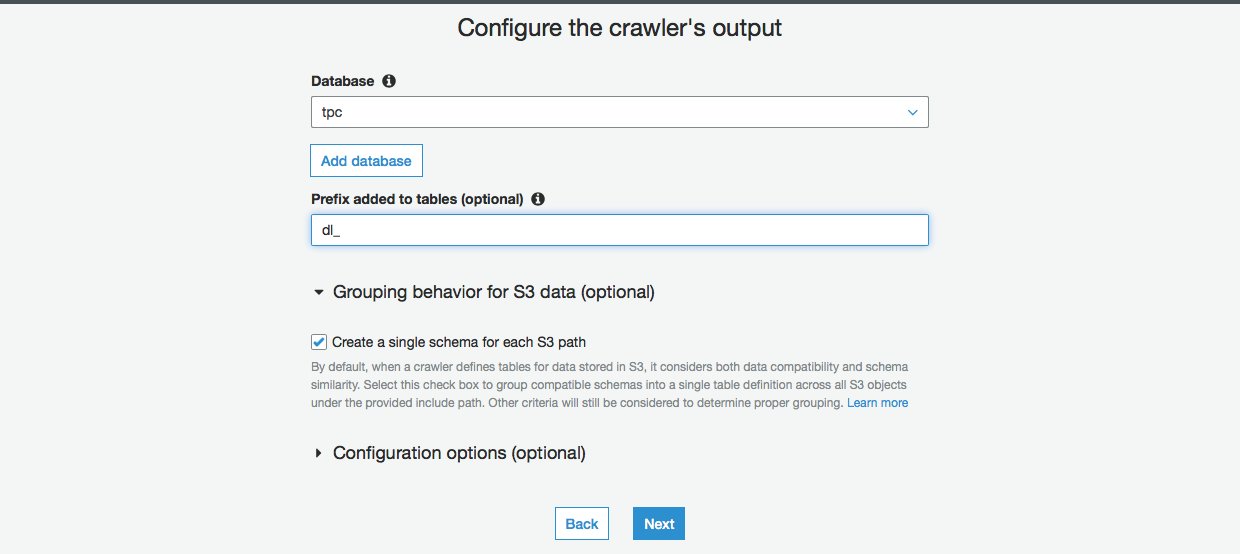 Configure the crawler's output
Database
tpc
Add database
Prefix added to tables (optional)
dl_
Grouping behavior for S3 data (optional)
Create a single schema for each S3 path
By default, when a crawler defines tables for data stored in S3, it considers both data compatibility and schema
similarity. Select this check box to group compatible schemas into a single table definition across all S3 objects
under the provided include path. Other criteria will still be considered to determine proper grouping. Learn more
Configuration options (optional)
Back Next